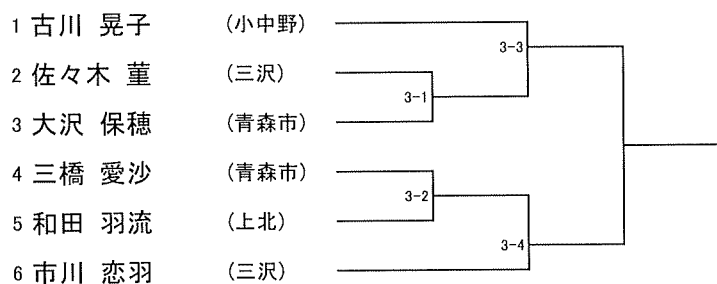 1 古川 晃子 (小中野)
3-3
2 佐々木 菫 (三沢)
3-1
3 大沢 保穂 (青森市)
4 三橋 愛沙 (青森市)
3-2
5 和田 羽流 (上北)
3-4
6 市川 恋羽 (三沢)